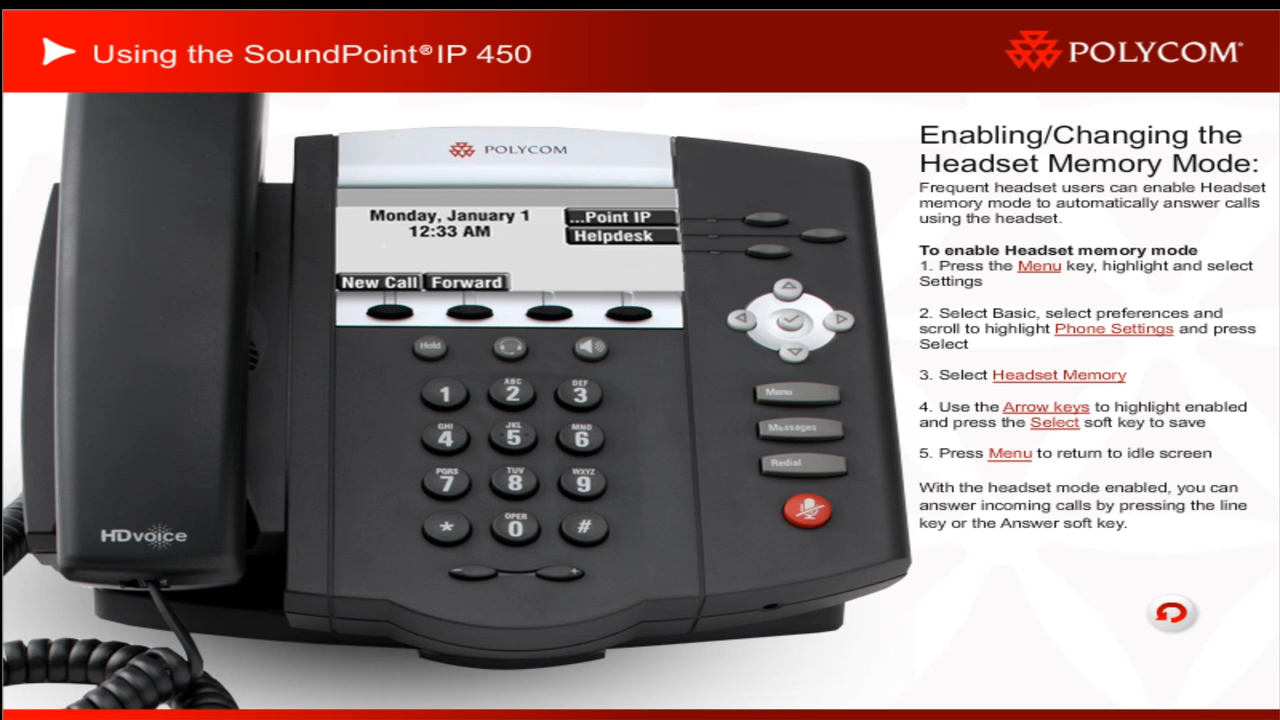 Using the SoundPoint® IP 450
POLYCOM®
POLYCOM
Monday, January 1
12:33 AM
...Point IP
Helpdesk
New Call
Forward
Hold
1
ABC
2
DEF
3
GHI
4
JKL
5
MNO
6
PQRS
7
TUV
8
WXYZ
9
*
OPER
0
#
- +
Menu
Messages
Redial
HDvoice
Enabling/Changing the
Headset Memory Mode:
Frequent headset users can enable Headset
memory mode to automatically answer calls
using the headset.
To enable Headset memory mode
1. Press the Menu key, highlight and select
Settings
2. Select Basic, select preferences and
scroll to highlight Phone Settings and press
Select
3. Select Headset Memory
4. Use the Arrow keys to highlight enabled
and press the Select soft key to save
5. Press Menu to return to idle screen
With the headset mode enabled, you can
answer incoming calls by pressing the line
key or the Answer soft key.